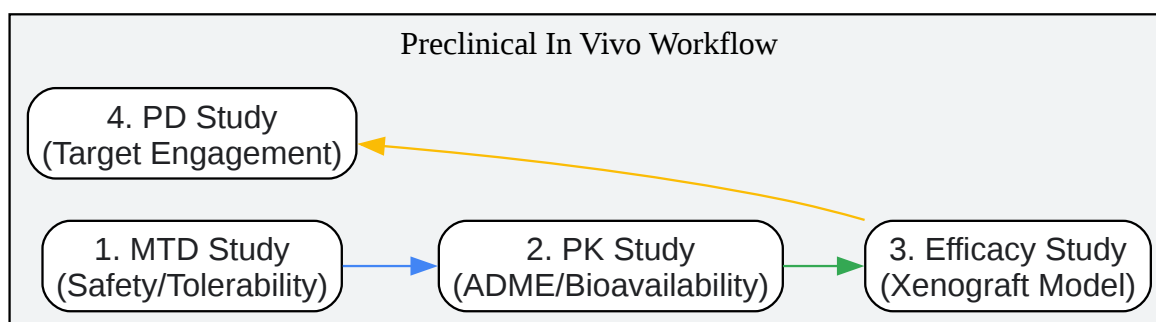 Preclinical In Vivo Workflow
4. PD Study
(Target Engagement)
1. MTD Study
(Safety/Tolerability)
2. PK Study
(ADME/Bioavailability)
3. Efficacy Study
(Xenograft Model)